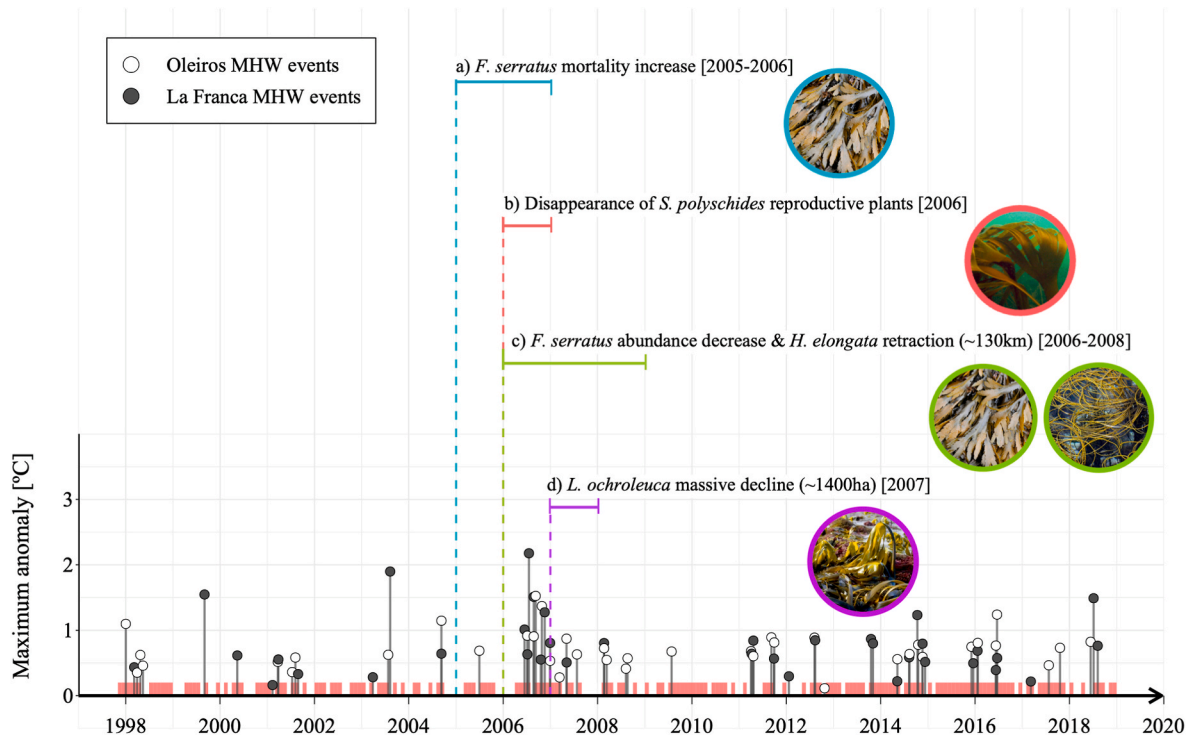 Oleiros MHW events
La Franca MHW events
a) F. serratus mortality increase [2005-2006]
b) Disappearance of S. polyschides reproductive plants [2006]
c) F. serratus abundance decrease & H. elongata retraction (~130km) [2006-2008]
d) L. ochroleuca massive decline (~1400ha) [2007]
Maximum anomaly [ºC]
3
2
1
0
1998 2000 2002 2004 2006 2008 2010 2012 2014 2016 2018 2020